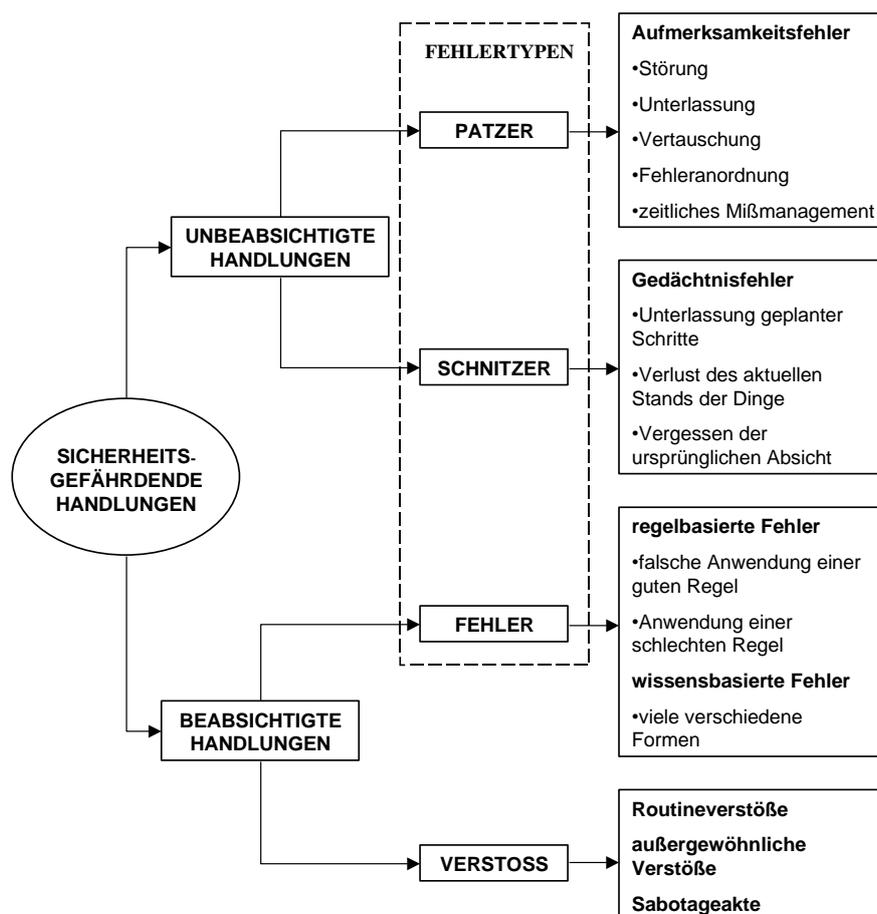 FEHLERTYPEN
Aufmerksamkeitsfehler
•Störung
•Unterlassung
•Vertauschung
•Fehleranordnung
•zeitliches Mißmanagement
PATZER
UNBEABSICHTIGTE
HANDLUNGEN
Gedächtnisfehler
•Unterlassung geplanter
Schritte
•Verlust des aktuellen
Stands der Dinge
•Vergessen der
ursprünglichen Absicht
SCHNITZER
SICHERHEITS-
GEFÄHRDENDE
HANDLUNGEN
regelbasierte Fehler
•falsche Anwendung einer
guten Regel
•Anwendung einer
schlechten Regel
wissensbasierte Fehler
•viele verschiedene
Formen
FEHLER
BEABSICHTIGTE
HANDLUNGEN
VERSTOSS
Routineverstöße
außergewöhnliche
Verstöße
Sabotageakte